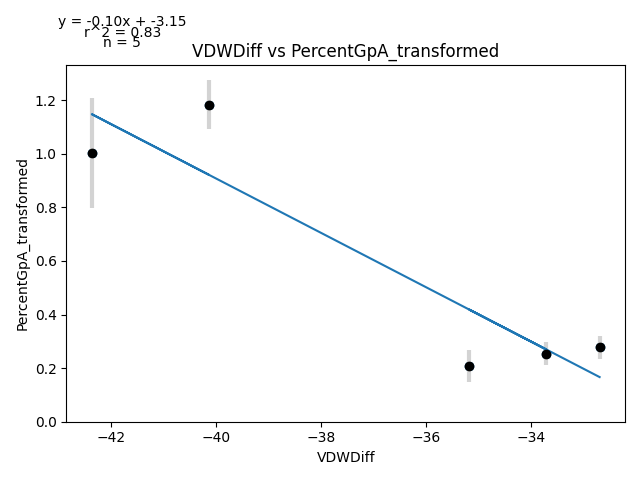 y = -0.10x + -3.15
r^2 = 0.83
n = 5
VDWDiff vs PercentGpA_transformed
PercentGpA_transformed
1.2
1.0
0.8
0.6
0.4
0.2
0.0
−42
−40
−38
−36
−34
VDWDiff